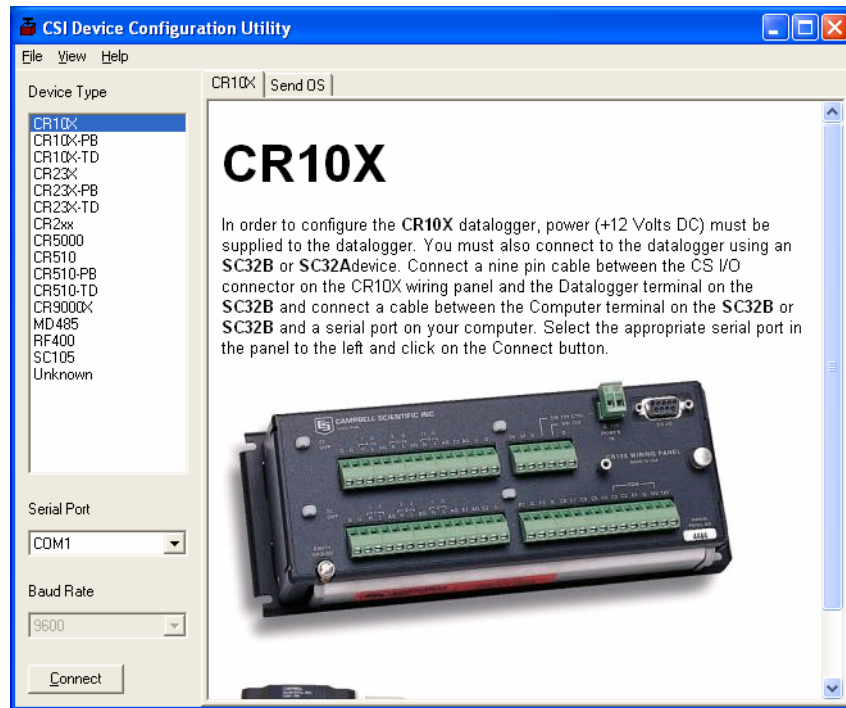 CSI Device Configuration Utility
File View Help
Device Type
CR10X
CR10X-PB
CR10X-TD
CR23X
CR23X-PB
CR23X-TD
CR2xx
CR5000
CR510
CR510-PB
CR510-TD
CR9000X
MD485
RF400
SC105
Unknown
Serial Port
COM1
Baud Rate
9600
Connect
CR10X Send OS
CR10X
In order to configure the CR10X datalogger, power (+12 Volts DC) must be
supplied to the datalogger. You must also connect to the datalogger using an
SC32B or SC32Adevice. Connect a nine pin cable between the CS I/O
connector on the CR10X wiring panel and the Datalogger terminal on the
SC32B and connect a cable between the Computer terminal on the SC32B or
SC32B and a serial port on your computer. Select the appropriate serial port in
the panel to the left and click on the Connect button.
CAMPBELL SCIENTIFIC INC
POWER
IN
CS I/O
CR10X WIRING PANEL
EARTH
GROUND
4484